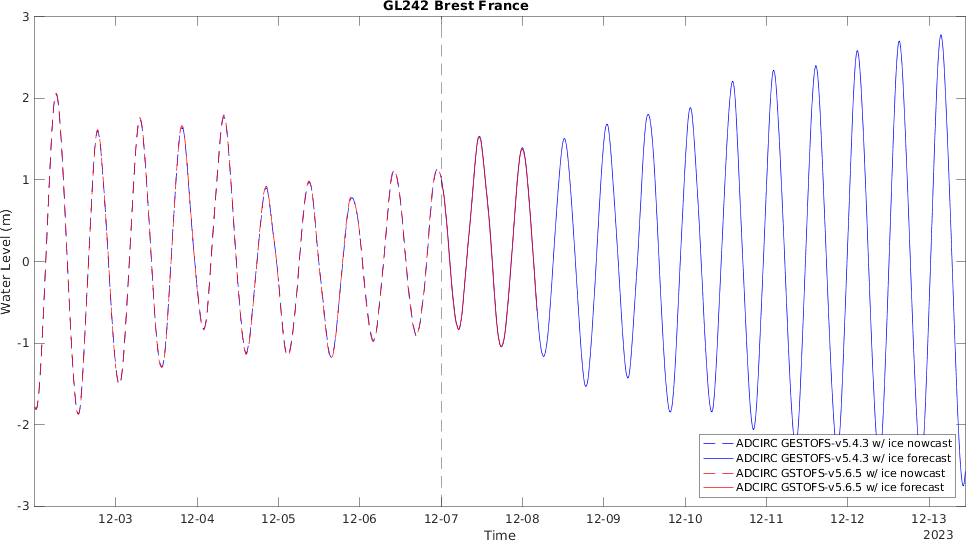 GL242 Brest France
3
2
1
0
-1
-2
-3
Water Level (m)
12-03 12-04 12-05 12-06 12-07 12-08 12-09 12-10 12-11 12-12 12-13
2023
Time
ADCIRC GESTOFS-v5.4.3 w/ ice nowcast
ADCIRC GESTOFS-v5.4.3 w/ ice forecast
ADCIRC GSTOFS-v5.6.5 w/ ice nowcast
ADCIRC GSTOFS-v5.6.5 w/ ice forecast